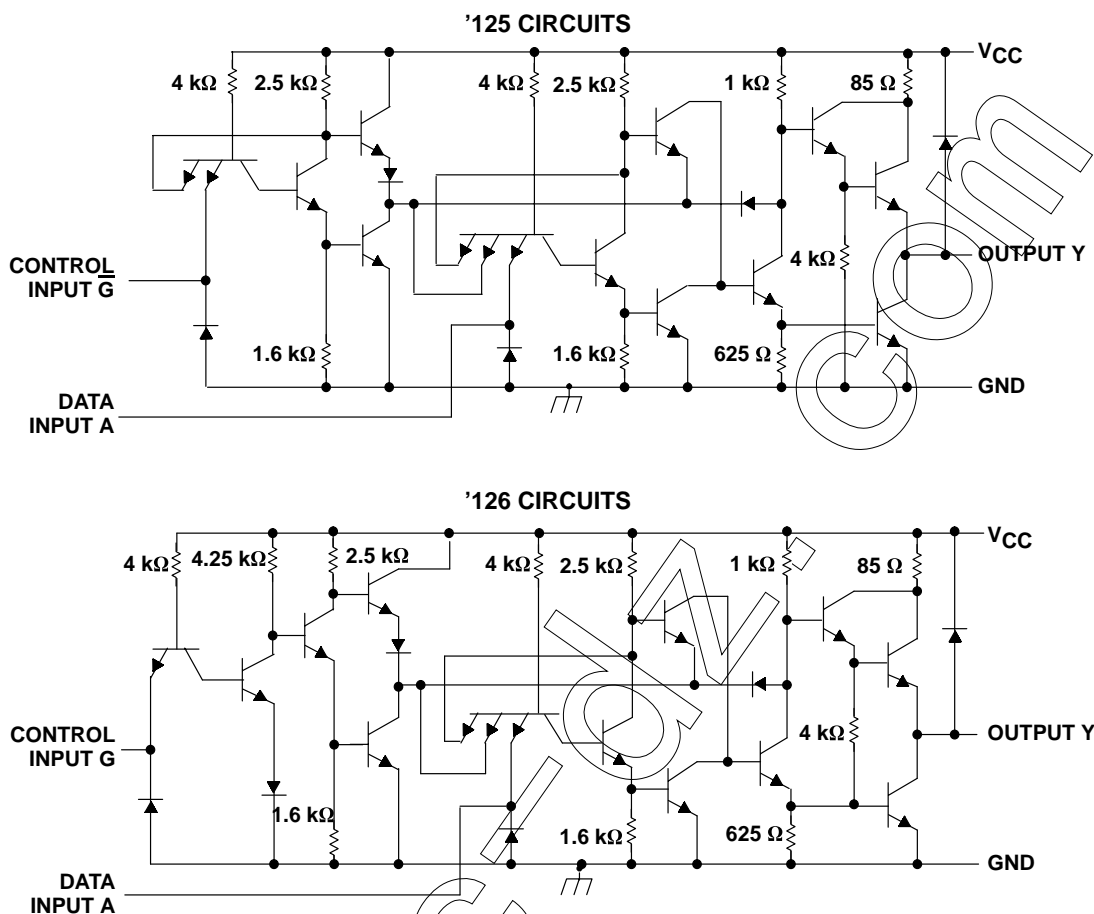 '125 CIRCUITS
VCC
4 kΩ
2.5 kΩ
4 kΩ
2.5 kΩ
1 kΩ
85 Ω
CONTROL
INPUT G̅
4 kΩ
OUTPUT Y
1.6 kΩ
1.6 kΩ
625 Ω
GND
DATA
INPUT A
'126 CIRCUITS
VCC
4 kΩ
4.25 kΩ
2.5 kΩ
4 kΩ
2.5 kΩ
1 kΩ
85 Ω
CONTROL
INPUT G
4 kΩ
OUTPUT Y
1.6 kΩ
1.6 kΩ
625 Ω
GND
DATA
INPUT A